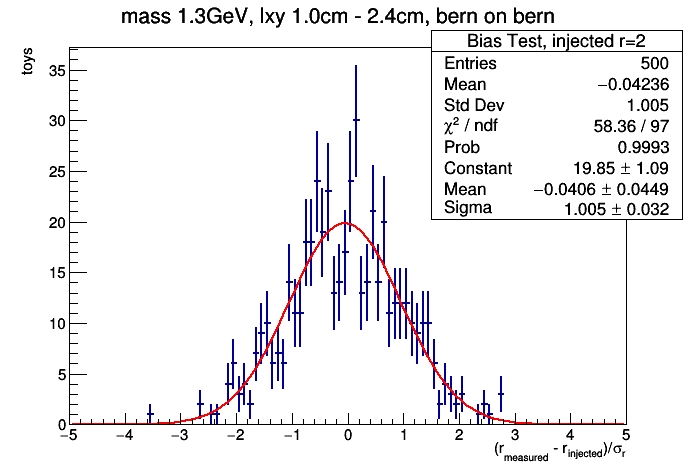 mass 1.3GeV, lxy 1.0cm - 2.4cm, bern on bern
Bias Test, injected r=2
Entries 500
Mean −0.04236
Std Dev 1.005
χ² / ndf 58.36 / 97
Prob 0.9993
Constant 19.85 ± 1.09
Mean −0.0406 ± 0.0449
Sigma 1.005 ± 0.032
toys
35
30
25
20
15
10
5
0
−5 −4 −3 −2 −1 0 1 2 3 4 5
(r_measured - r_injected)/σ_r